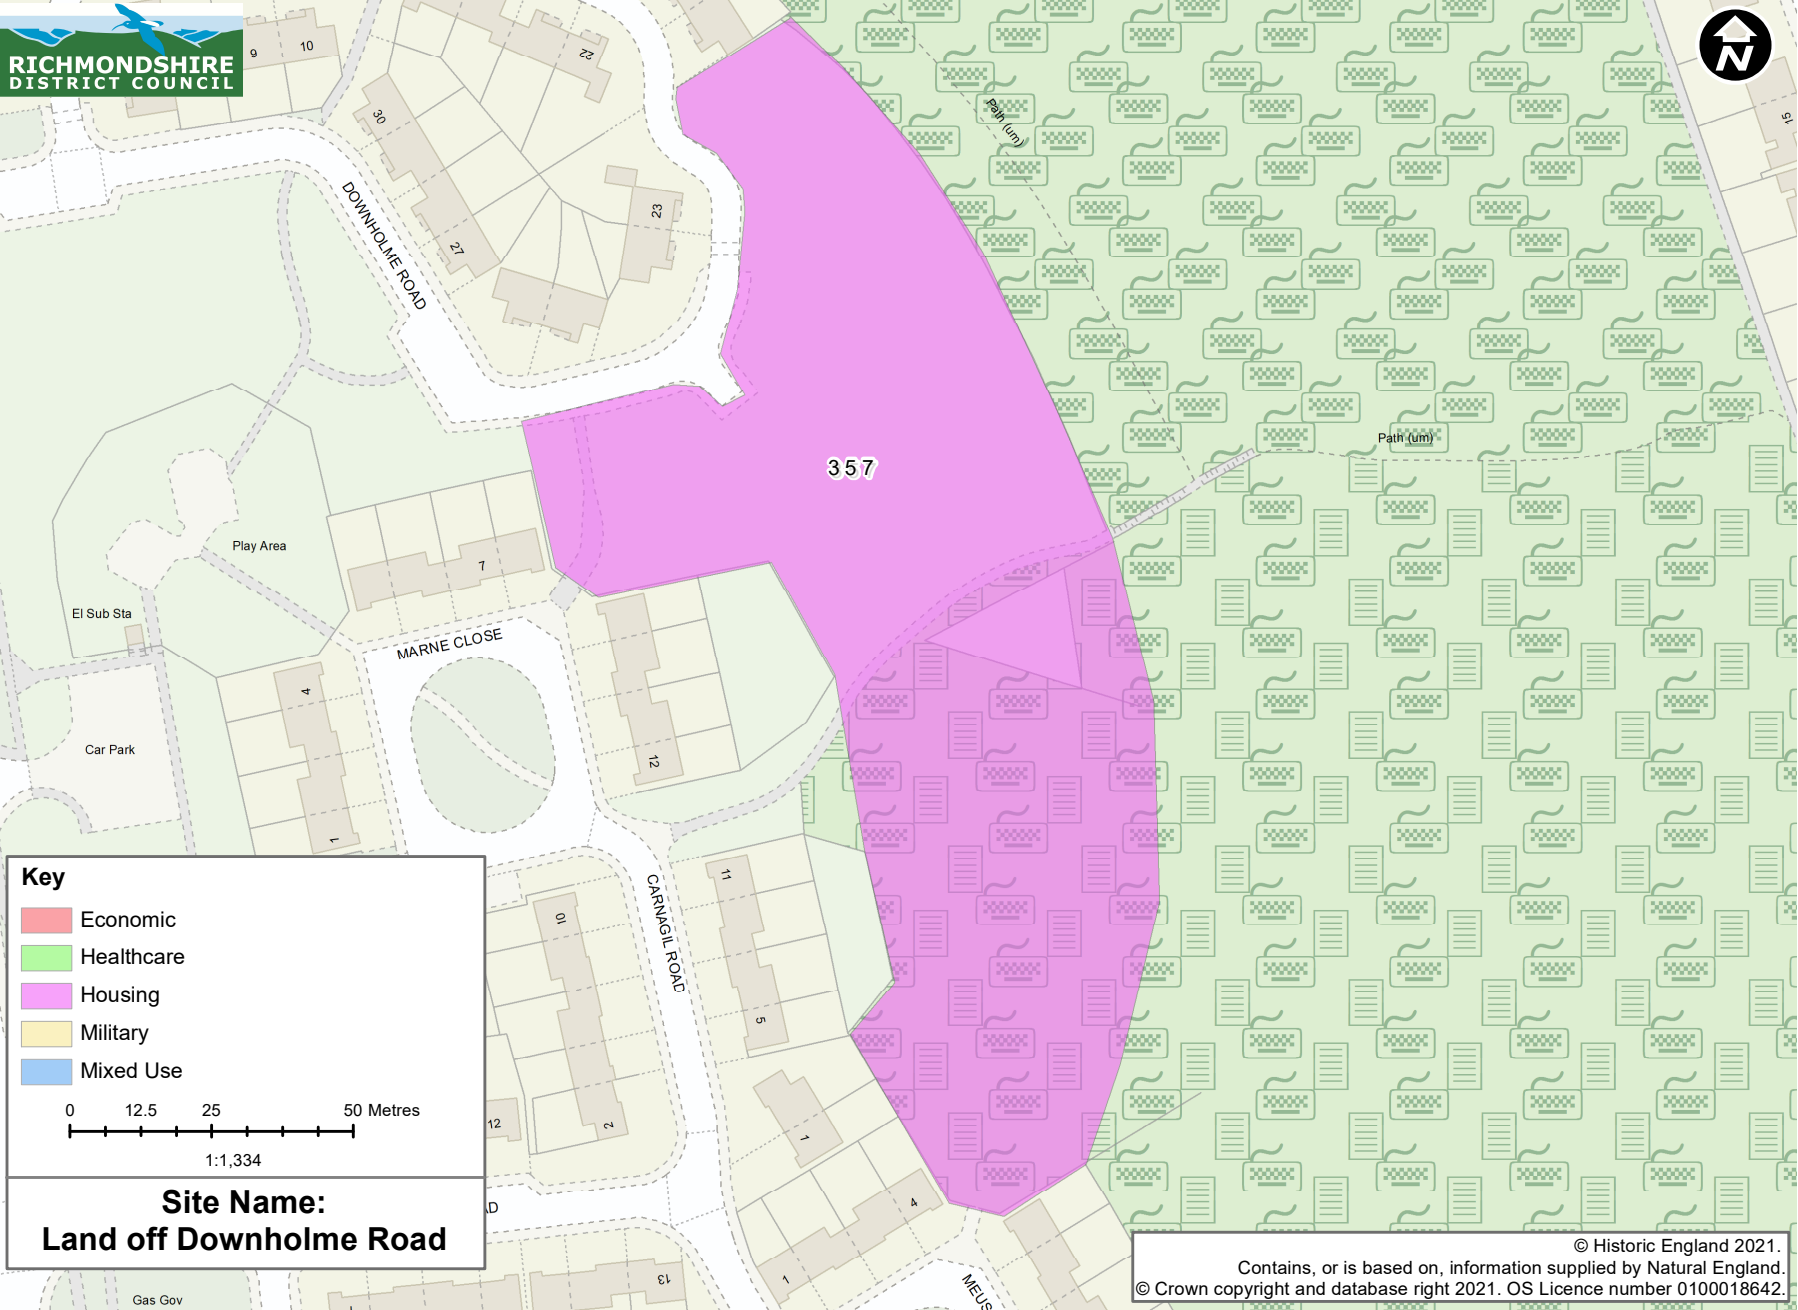 RICHMONDSHIRE
DISTRICT COUNCIL
N
9
10
22
30
27
23
15
DOWNHOLME ROAD
Path (um)
Path (um)
357
Play Area
7
El Sub Sta
MARNE CLOSE
4
12
Car Park
1
11
10
CARNAGIL ROAD
5
2
12
1
4
1
13
MEUS
Gas Gov
Key
Economic
Healthcare
Housing
Military
Mixed Use
0 12.5 25 50 Metres
1:1,334
Site Name:
Land off Downholme Road
© Historic England 2021.
Contains, or is based on, information supplied by Natural England.
© Crown copyright and database right 2021. OS Licence number 0100018642.